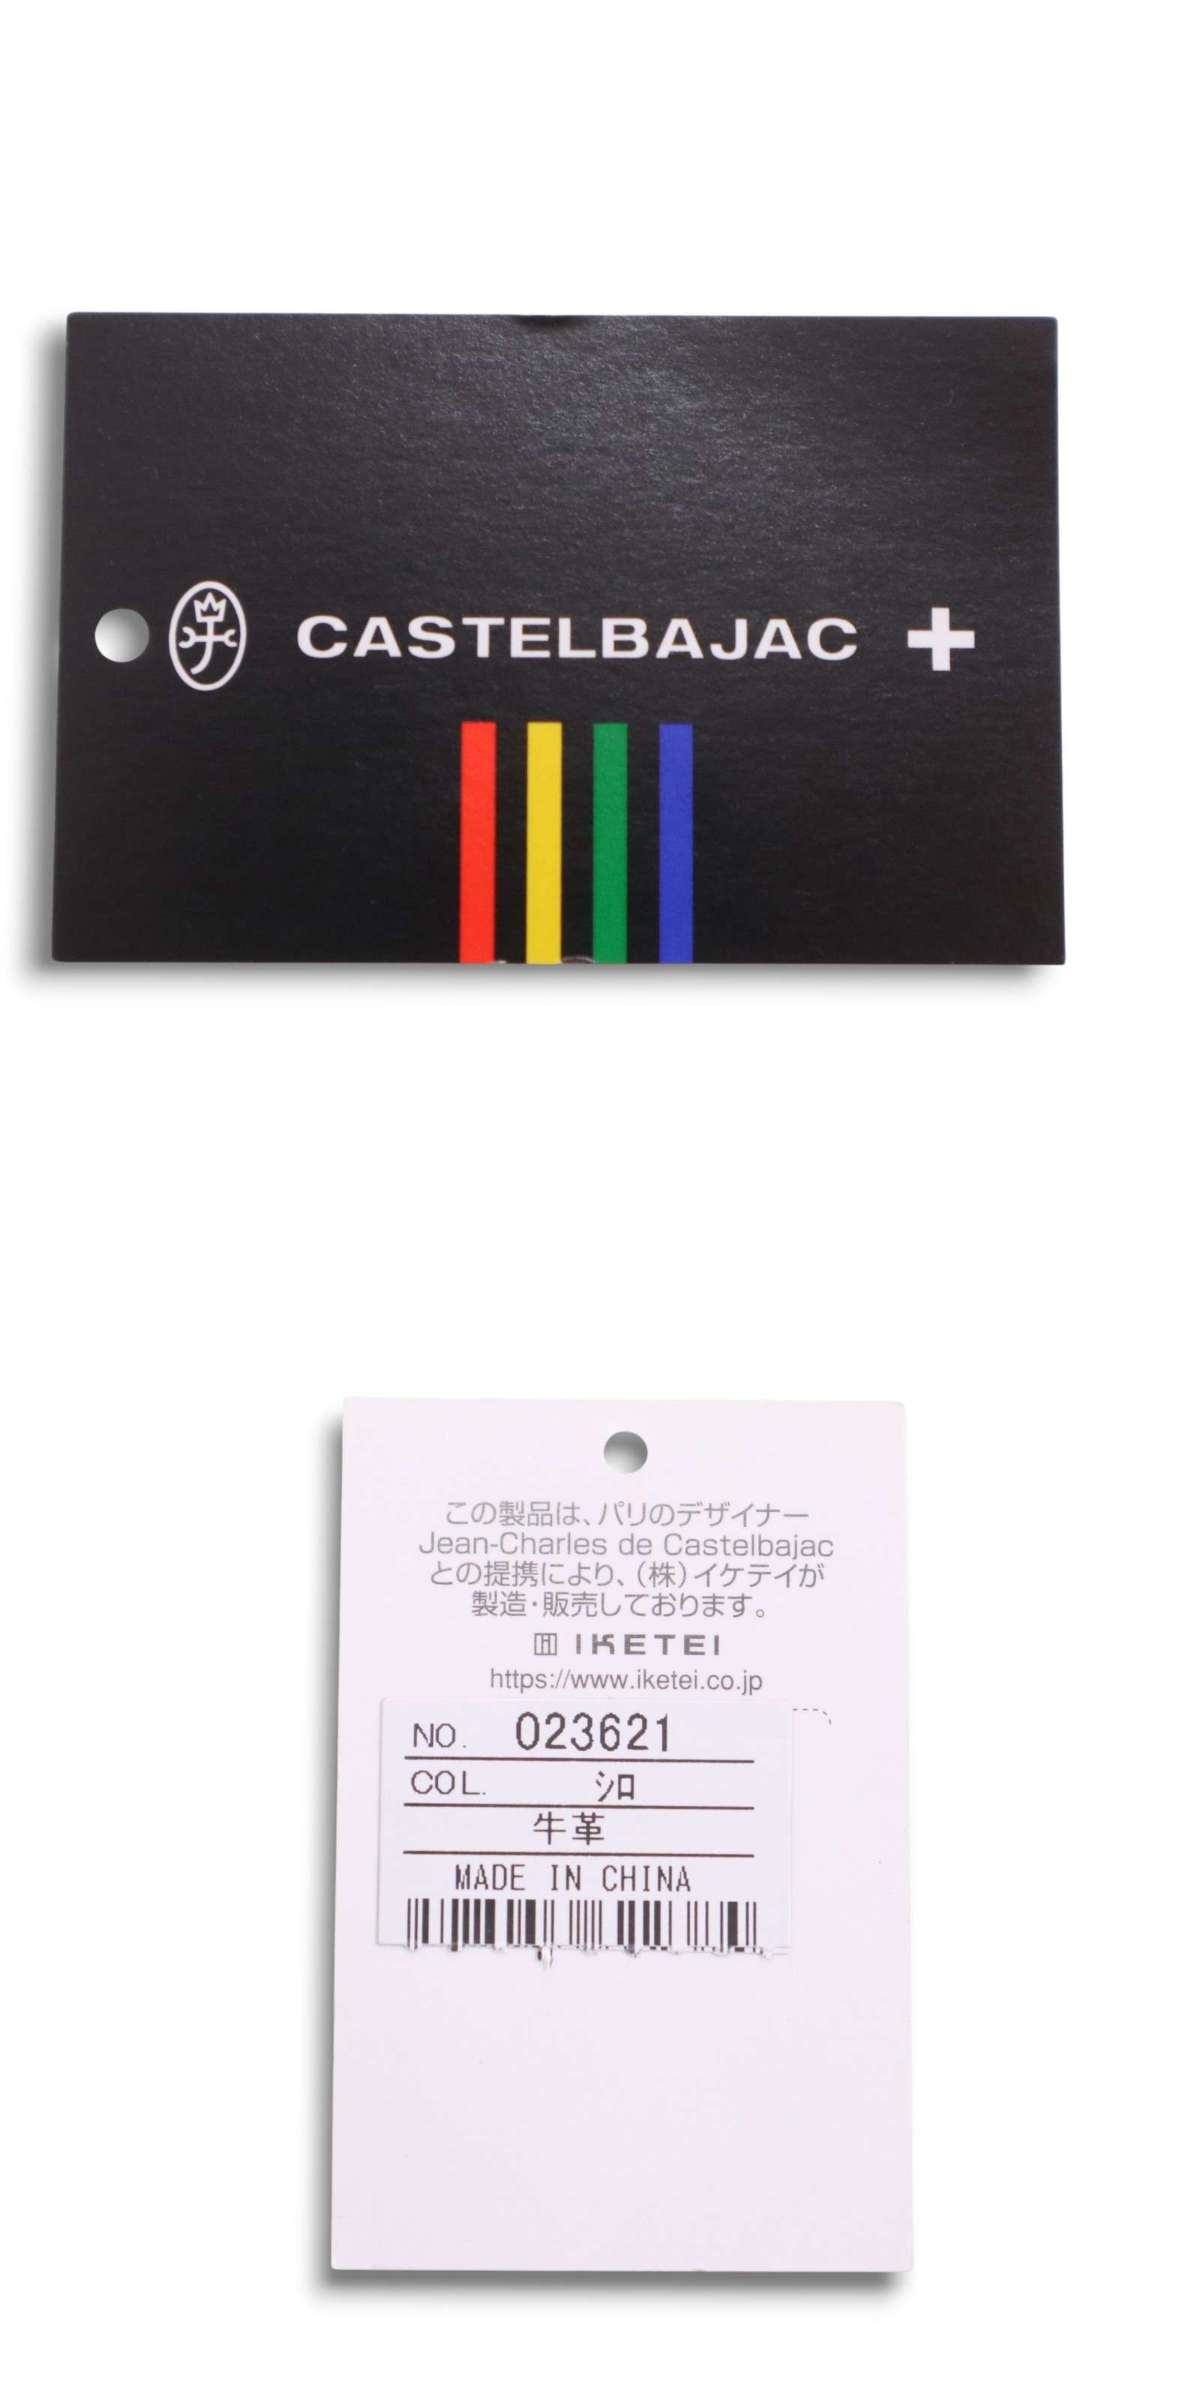 CASTELBAJAC
この製品は、パリのデザイナー
Jean-Charles de Castelbajac
との提携により、(株)イケテイが
製造・販売しております。
IKETEI
https://www.iketei.co.jp
NO. 023621
COL. シロ
牛革
MADE IN CHINA